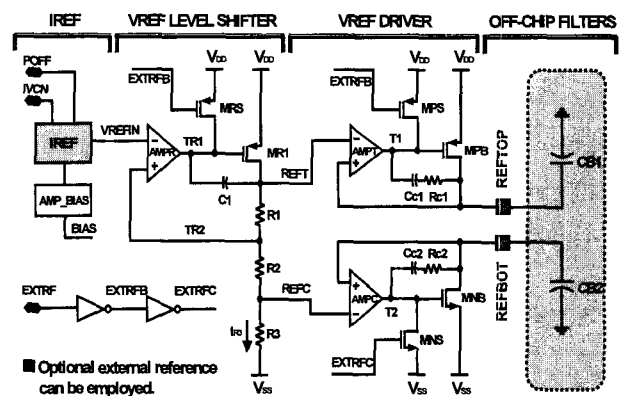 IREF
VREF LEVEL SHIFTER
VREF DRIVER
OFF-CHIP FILTERS
POFF
IVCN
IREF
AMP_BIAS
BIAS
VREFIN
EXTRFB
VDD
VDD
MRS
AMPR
TR1
MR1
C1
REFT
TR2
R1
R2
REFC
R3
IR3
VSS
EXTRFB
VDD
VDD
MPS
AMPT
T1
MPB
Cc1
Rc1
REFTOP
CB1
Cc2
Rc2
AMPC
T2
MNB
MNS
EXTRFC
VSS
VSS
REFBOT
CB2
EXTRF
EXTRFB
EXTRFC
Optional external reference
can be employed.